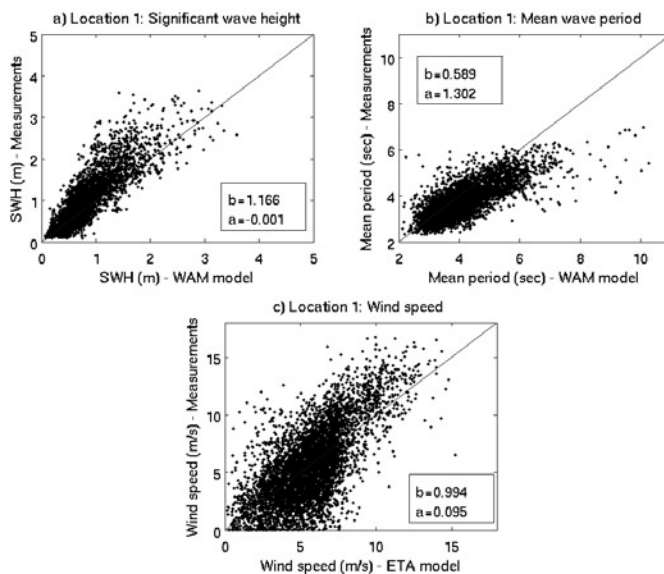 a) Location 1: Significant wave height
5
4
3
2
1
0
SWH (m) - Measurements
b=1.166
a=-0.001
0 1 2 3 4 5
SWH (m) - WAM model
b) Location 1: Mean wave period
10
8
6
4
2
Mean period (sec) - Measurements
b=0.589
a=1.302
2 4 6 8 10
Mean period (sec) - WAM model
c) Location 1: Wind speed
15
10
5
0
Wind speed (m/s) - Measurements
b=0.994
a=0.095
0 5 10 15
Wind speed (m/s) - ETA model